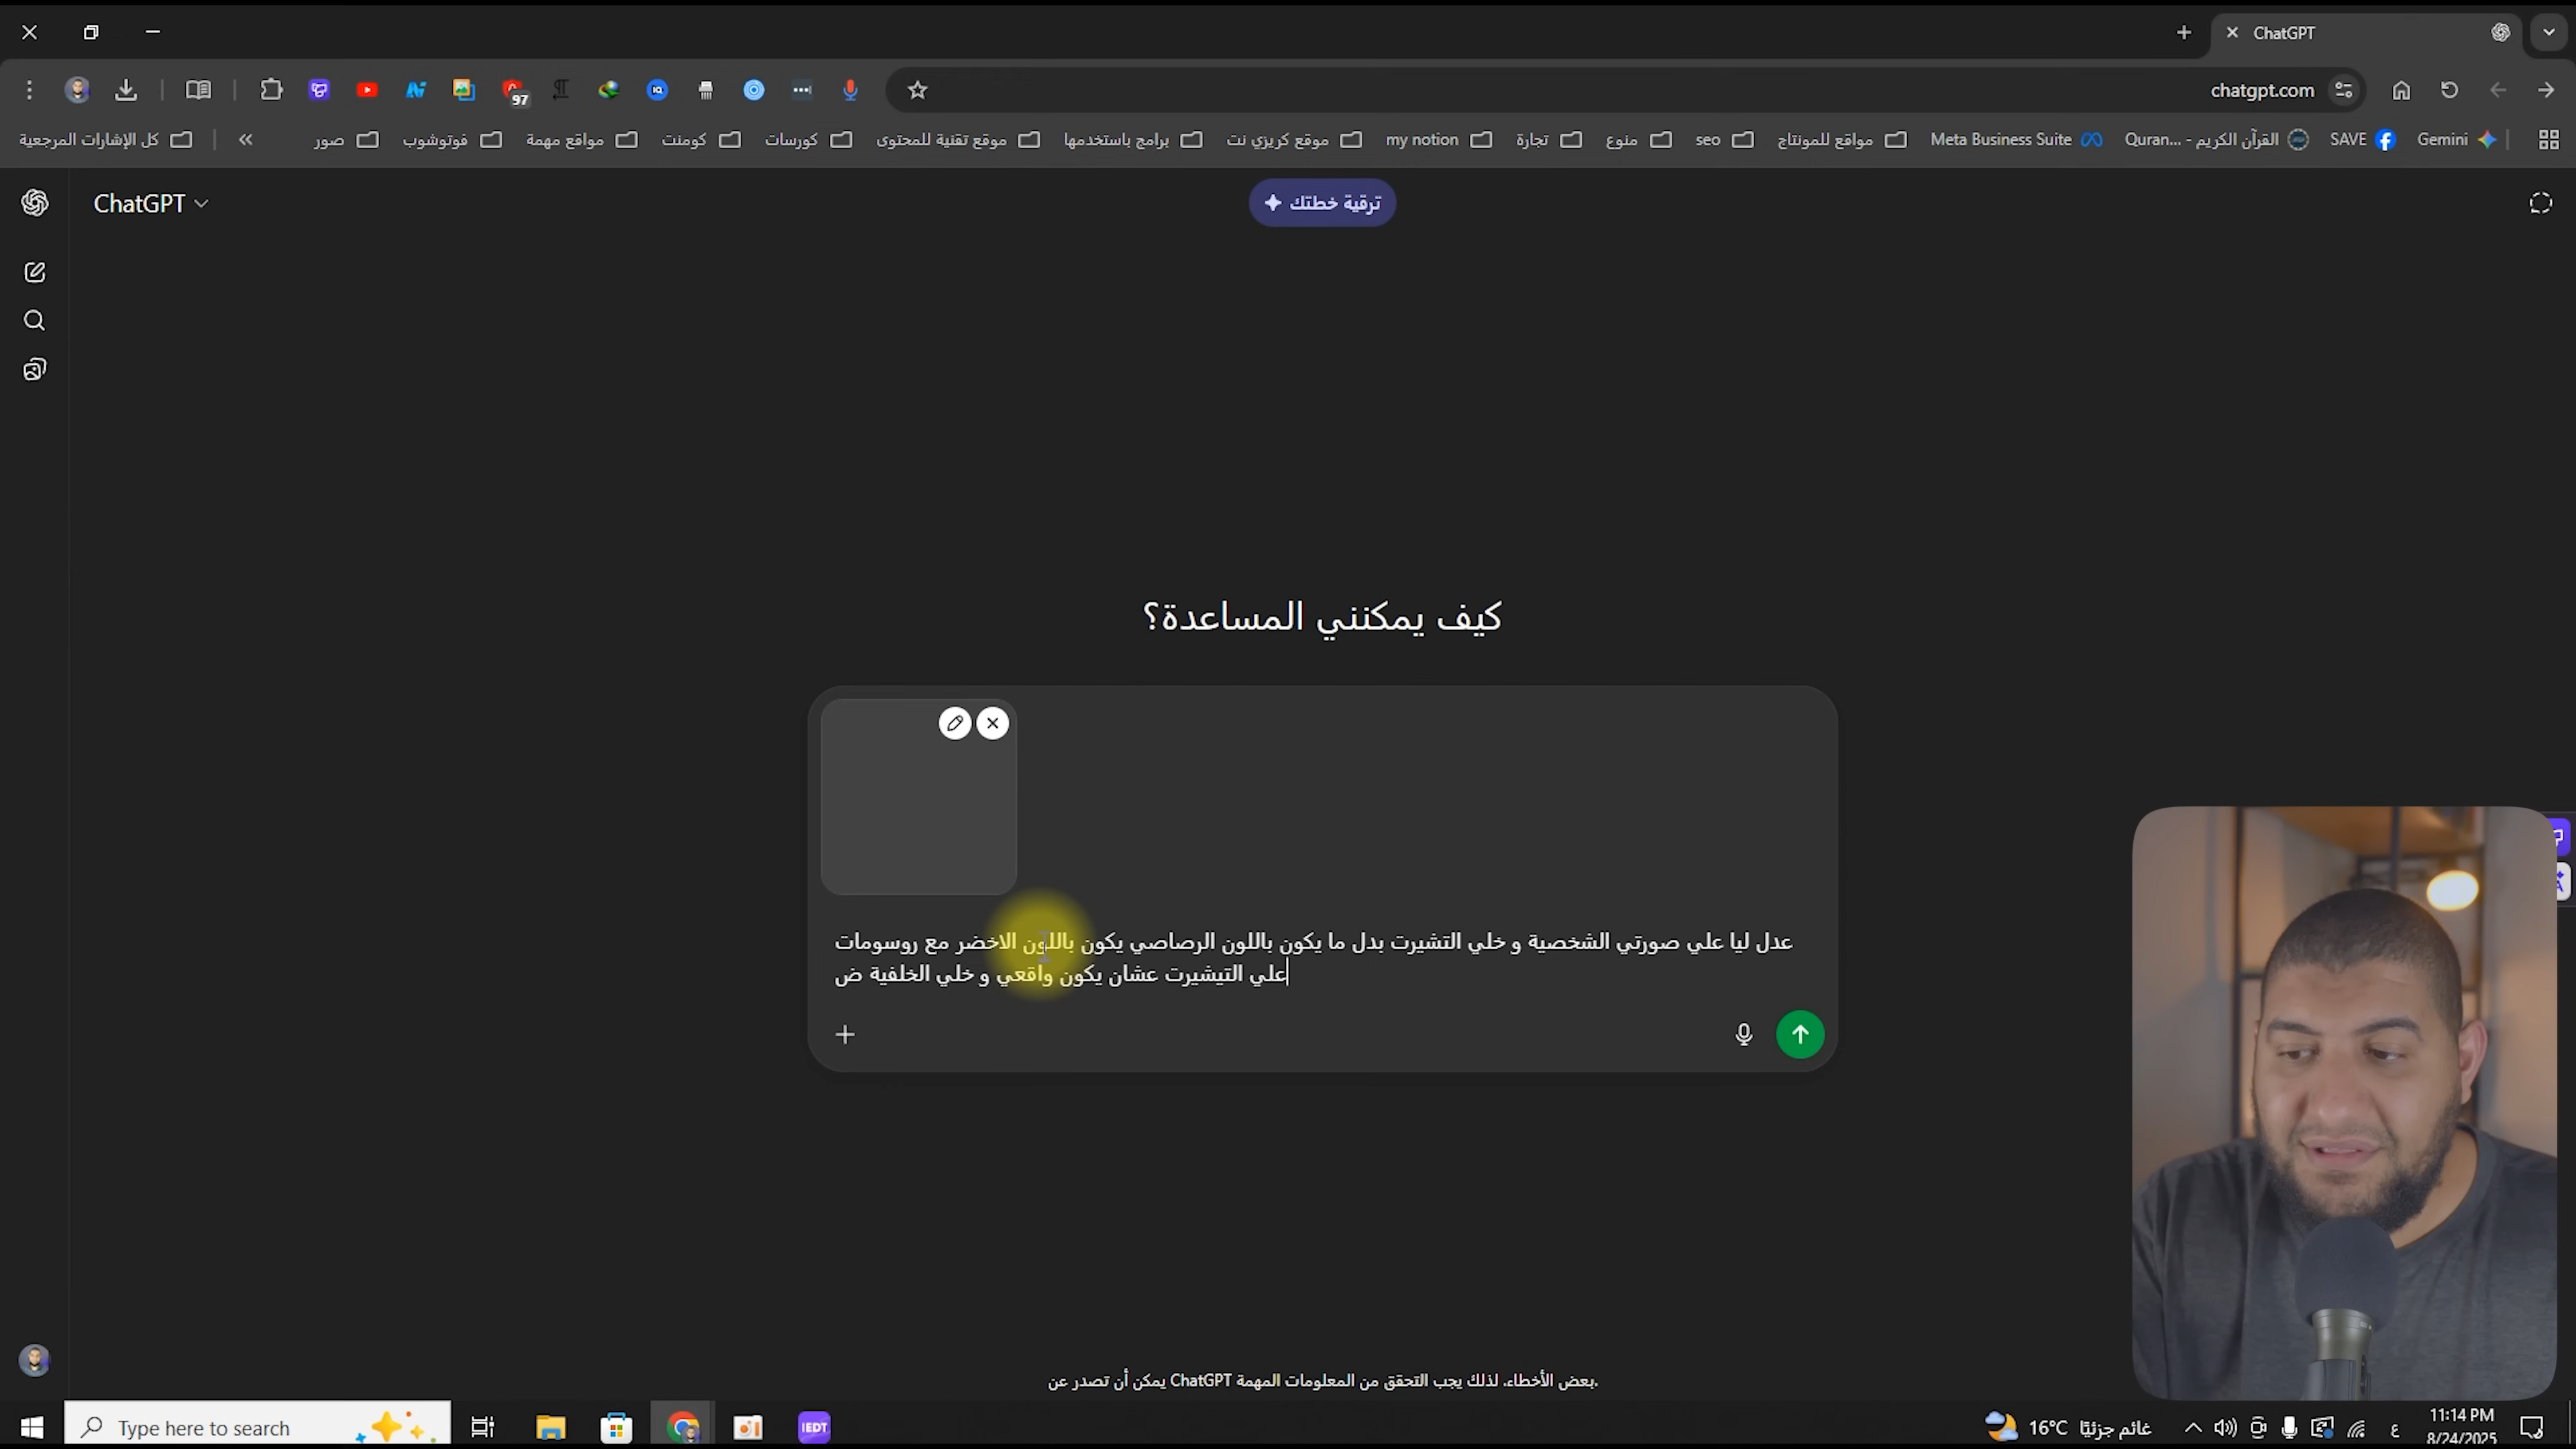 ChatGPT
97
chatgpt.com
Gemini
SAVE
القرآن الكريم - ...Quran
Meta Business Suite
مواقع للمونتاج
seo
منوع
تجارة
my notion
موقع كريزي نت
برامج باستخدمها
موقع تقنية للمحتوى
كورسات
كومنت
مواقع مهمة
فوتوشوب
صور
كل الإشارات المرجعية
ChatGPT
ترقية خطتك
كيف يمكنني المساعدة؟
عدل ليا علي صورتي الشخصية و خلي التشيرت بدل ما يكون باللون الرصاصي يكون باللون الاخضر مع روسومات
علي التيشيرت عشان يكون واقعي و خلي الخلفية ض
يمكن أن تصدر عن ChatGPT بعض الأخطاء. لذلك يجب التحقق من المعلومات المهمة.
Type here to search
IEDT
16°C غائم جزئيًا
ع
11:14 PM
8/24/2025